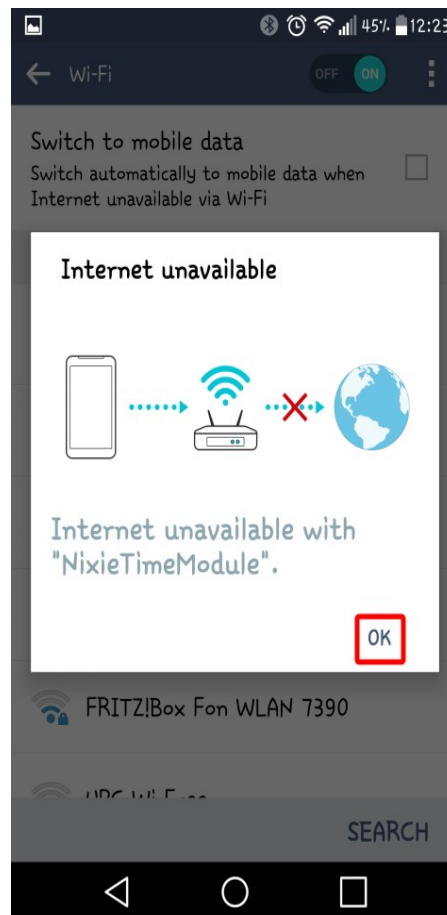 45% 12:23
Wi-Fi OFF ON
Switch to mobile data
Switch automatically to mobile data when
Internet unavailable via Wi-Fi
Internet unavailable
Internet unavailable with
"NixieTimeModule".
OK
FRITZ!Box Fon WLAN 7390
SEARCH